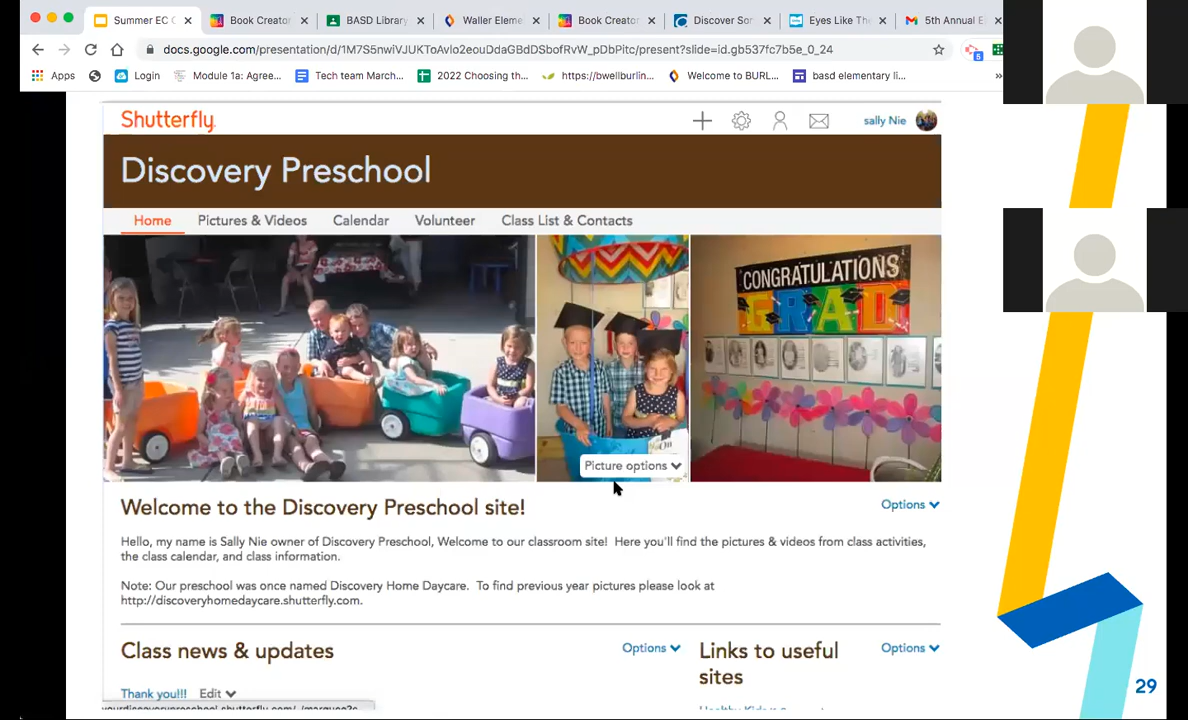 Summer EC C
Book Creator
BASD Library
Waller Eleme
Book Creator
Discover Sor
Eyes Like The
5th Annual E
docs.google.com/presentation/d/1M7S5nwiVJUKToAvlo2eouDdaGBdDSbofRvW_pDbPitc/present?slide=id.gb537fc7b5e_0_24
5
Apps
Login
Module 1a: Agree...
Tech team March...
2022 Choosing th...
https://bwellburlin...
Welcome to BURL...
basd elementary li...
»
Shutterfly
sally Nie
Discovery Preschool
Home
Pictures & Videos
Calendar
Volunteer
Class List & Contacts
CONGRATULATIONS
GRAD
Picture options
Welcome to the Discovery Preschool site!
Options
Hello, my name is Sally Nie owner of Discovery Preschool, Welcome to our classroom site! Here you'll find the pictures & videos from class activities,
the class calendar, and class information.
Note: Our preschool was once named Discovery Home Daycare. To find previous year pictures please look at
http://discoveryhomedaycare.shutterfly.com.
Class news & updates
Options
Links to useful
sites
Options
Thank you!!!
Edit
29